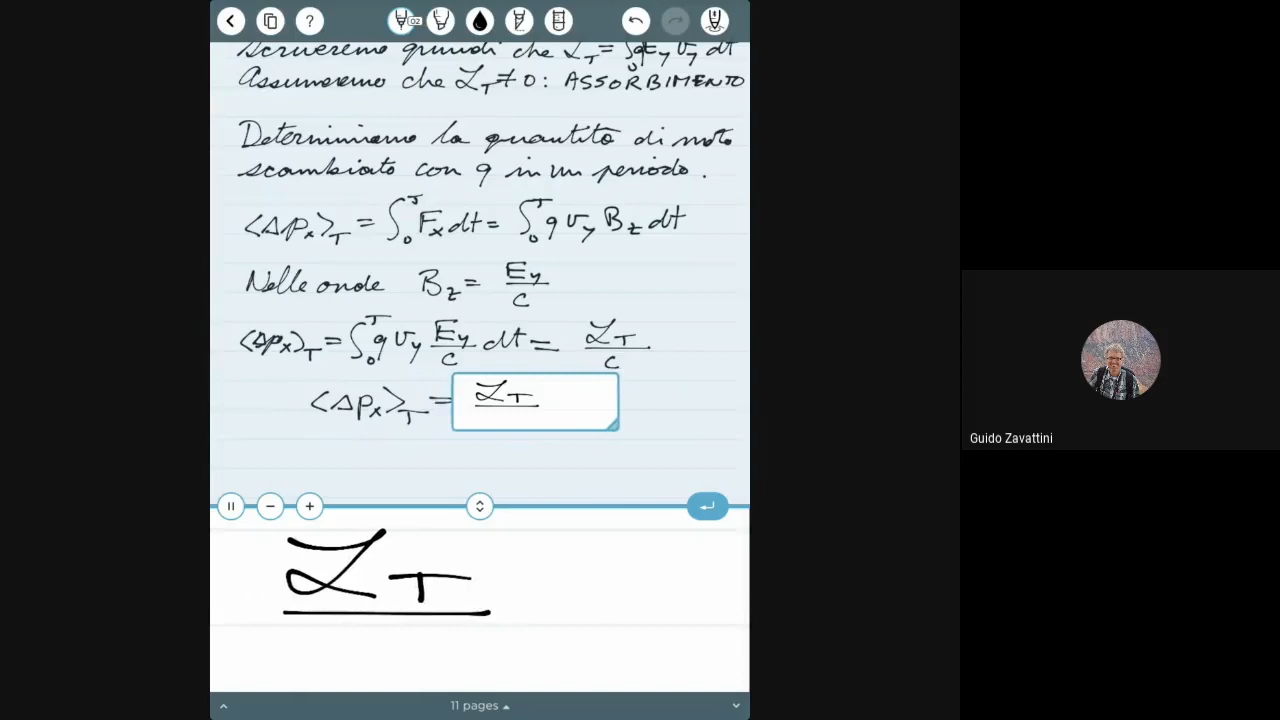 ?
02
scriveremo quindi che ℒ_T = ∫₀ qE_y v_y dt
Assumeremo che ℒ_T ≠ 0: ASSORBIMENTO
Determiniamo la quantità di moto
scambiato con q in un periodo.
<Δp_x>_T = ∫₀^T F_x dt = ∫₀^T q v_y B_z dt
Nelle onde B_z = E_y/c
<Δp_x>_T = ∫₀^T q v_y E_y/c dt = ℒ_T/c
<Δp_x>_T = ℒ_T
ℒ_T
11 pages
Guido Zavattini